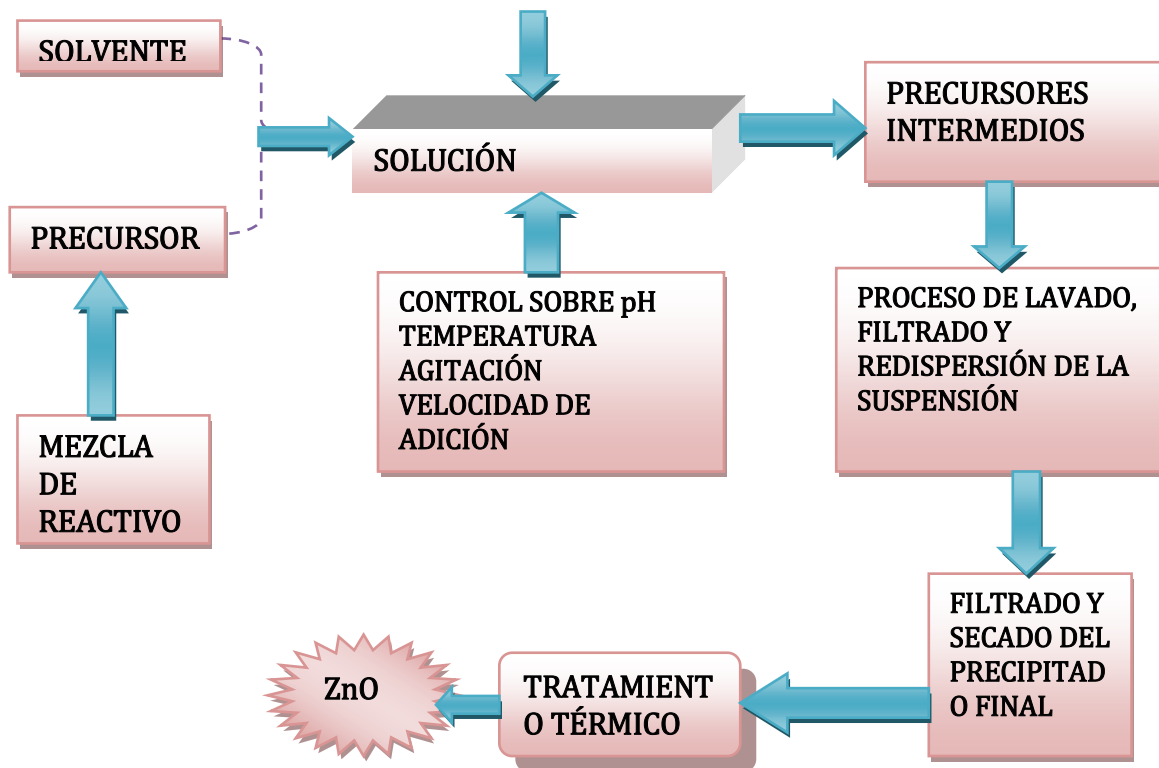 SOLVENTE
PRECURSOR
MEZCLA
DE
REACTIVO
SOLUCIÓN
CONTROL SOBRE pH
TEMPERATURA
AGITACIÓN
VELOCIDAD DE
ADICIÓN
PRECURSORES
INTERMEDIOS
PROCESO DE LAVADO,
FILTRADO Y
REDISPERSIÓN DE LA
SUSPENSIÓN
FILTRADO Y
SECADO DEL
PRECIPITAD
O FINAL
TRATAMIENT
O TÉRMICO
ZnO